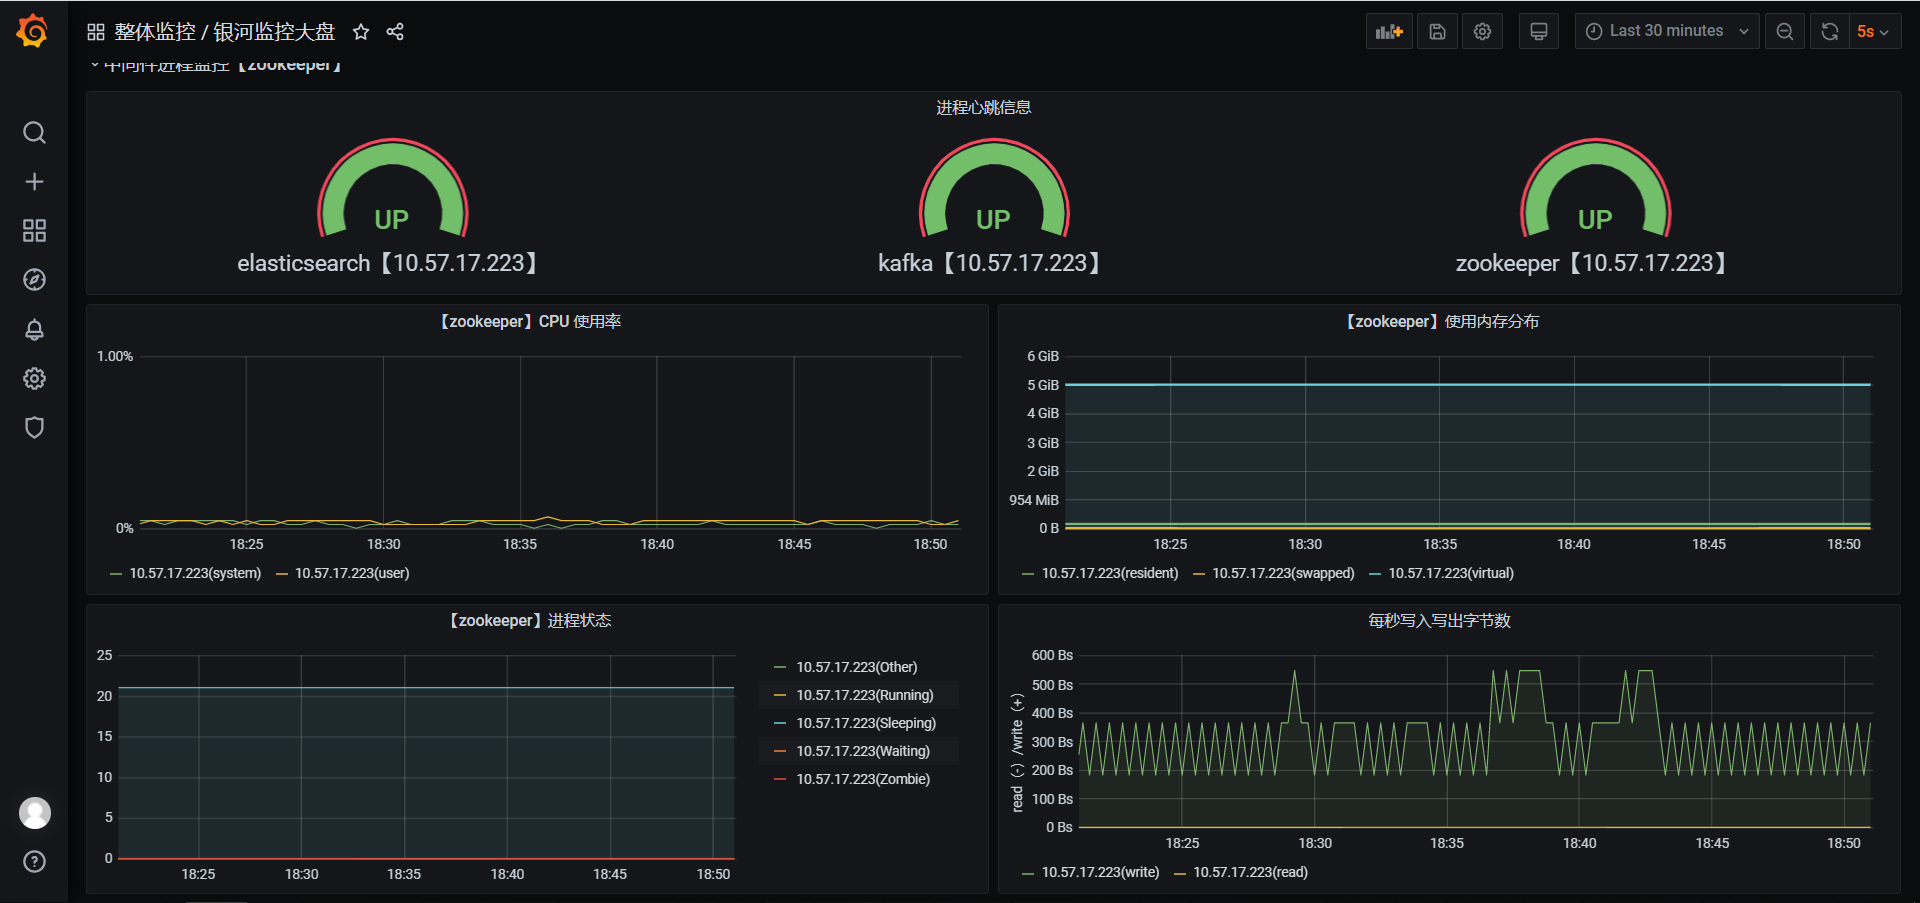 整体监控 / 银河监控大盘
Last 30 minutes
5s
中间件进程监控【zookeeper】
进程心跳信息
UP
UP
UP
elasticsearch【10.57.17.223】
kafka【10.57.17.223】
zookeeper【10.57.17.223】
【zookeeper】CPU 使用率
1.00%
0%
18:25 18:30 18:35 18:40 18:45 18:50
10.57.17.223(system) 10.57.17.223(user)
【zookeeper】使用内存分布
6 GiB
5 GiB
4 GiB
3 GiB
2 GiB
954 MiB
0 B
18:25 18:30 18:35 18:40 18:45 18:50
10.57.17.223(resident) 10.57.17.223(swapped) 10.57.17.223(virtual)
【zookeeper】进程状态
25
20
15
10
5
0
18:25 18:30 18:35 18:40 18:45 18:50
10.57.17.223(Other)
10.57.17.223(Running)
10.57.17.223(Sleeping)
10.57.17.223(Waiting)
10.57.17.223(Zombie)
每秒写入写出字节数
read (-) /write (+)
600 Bs
500 Bs
400 Bs
300 Bs
200 Bs
100 Bs
0 Bs
18:25 18:30 18:35 18:40 18:45 18:50
10.57.17.223(write) 10.57.17.223(read)